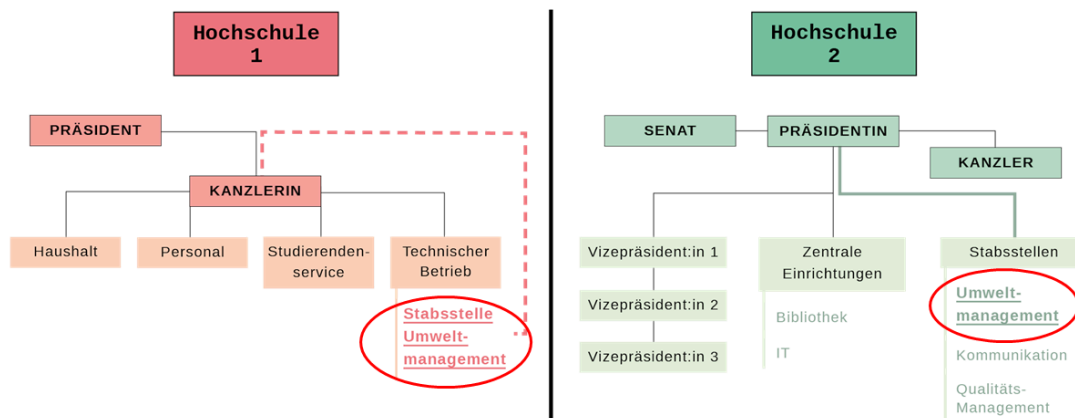 Hochschule
1
PRÄSIDENT
KANZLERIN
Haushalt
Personal
Studierenden-
service
Technischer
Betrieb
Stabsstelle
Umwelt-
management
Hochschule
2
SENAT
PRÄSIDENTIN
KANZLER
Vizepräsident:in 1
Vizepräsident:in 2
Vizepräsident:in 3
Zentrale
Einrichtungen
Bibliothek
IT
Stabsstellen
Umwelt-
management
Kommunikation
Qualitäts-
Management